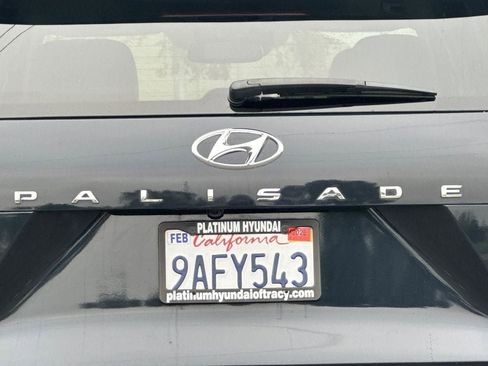 PALISADE
PLATINUM HYUNDAI
FEB California
9AFY543
platinumhyundaioftracy.com